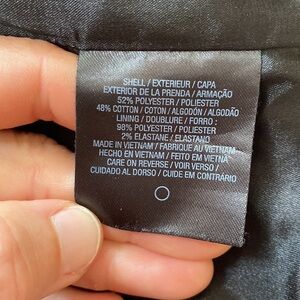 SHELL / EXTERIEUR / CAPA
EXTERIOR DE LA PRENDA / ARMAÇÃO
52% POLYESTER / POLIESTER
48% COTTON / COTON / ALGODÓN / ALGODÃO
LINING / DOUBLURE / FORRO :
98% POLYESTER / POLIESTER
2% ELASTANE / ELASTANO
MADE IN VIETNAM / FABRIQUE AU VIETNAM
HECHO EN VIETNAM / FEITO EM VIETNÃ
CARE ON REVERSE / VOIR VERSO /
CUIDADO AL DORSO / CUIDE EM CONTRÁRIO